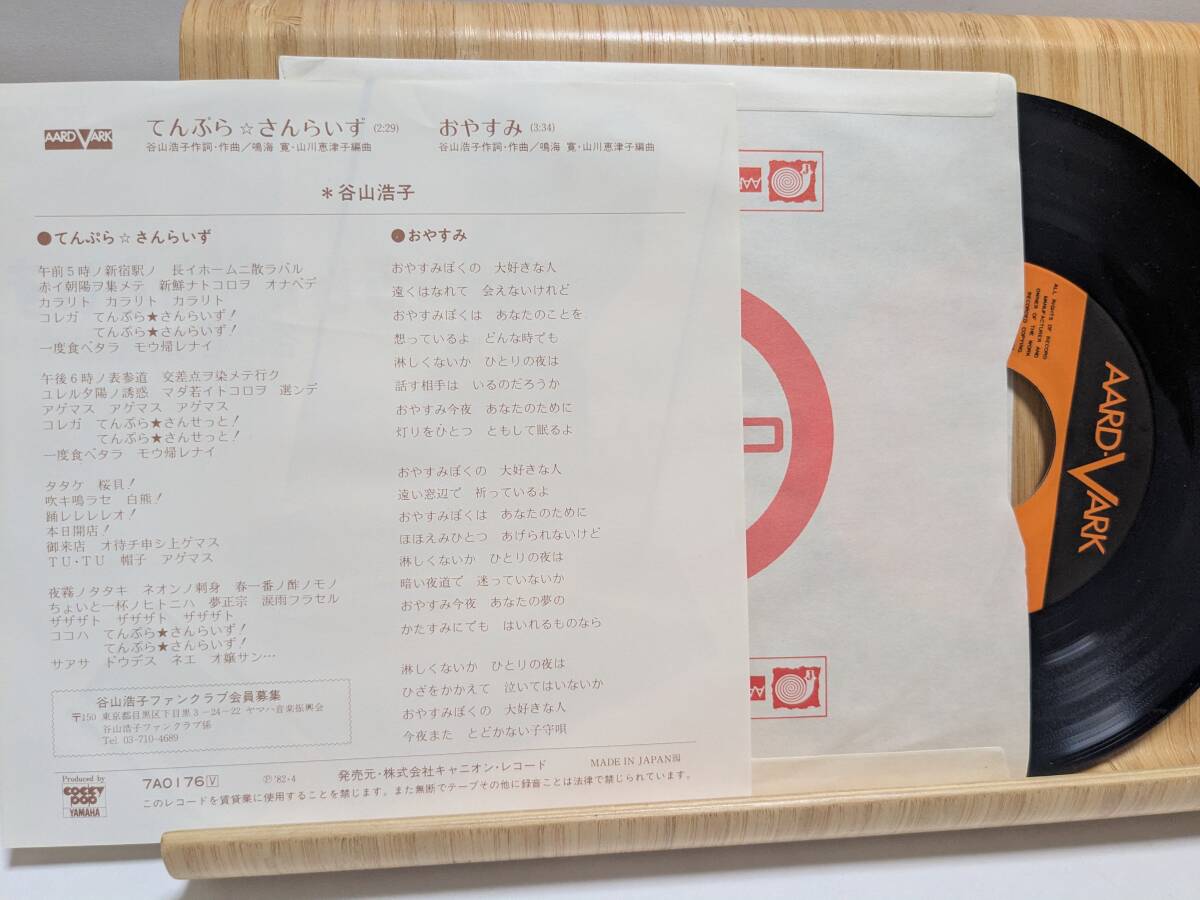 AARD VARK
てんぷら☆さんらいず (2:29)
谷山浩子作詞・作曲／鳴海 寛・山川恵津子編曲
おやすみ (3:34)
谷山浩子作詞・作曲／鳴海 寛・山川恵津子編曲
＊谷山浩子
●てんぷら☆さんらいず
午前5時ノ新宿駅ノ　長イホームニ散ラバル
赤イ朝陽ヲ集メテ　新鮮ナトコロヲ　オナベデ
カラリト　カラリト　カラリト
コレガ　てんぷら★さんらいず！
てんぷら★さんらいず！
一度食ベタラ　モウ帰レナイ
午後6時ノ表参道　交差点ヲ染メテ行ク
ユレル夕陽ノ誘惑　マダ若イトコロヲ　選ンデ
アゲマス　アゲマス　アゲマス
コレガ　てんぷら★さんせっと！
てんぷら★さんせっと！
一度食ベタラ　モウ帰レナイ
タタケ　桜貝！
吹キ鳴ラセ　白熊！
踊レレレレオ！
本日開店！
御来店　オ待チ申シ上ゲマス
TU・TU　帽子　アゲマス
夜霧ノタタキ　ネオンノ刺身　春一番ノ酢ノモノ
ちょいと一杯ノヒトニハ　夢正宗　涙雨フラセル
ザザザト　ザザザト　ザザザト
ココハ　てんぷら★さんらいず！
てんぷら★さんらいず！
サアサ　ドウデス　ネエ　オ嬢サン…
●おやすみ
おやすみぼくの　大好きな人
遠くはなれて　会えないけれど
おやすみぼくは　あなたのことを
想っているよ　どんな時でも
淋しくないか　ひとりの夜は
話す相手は　いるのだろうか
おやすみ今夜　あなたのために
灯りをひとつ　ともして眠るよ
おやすみぼくの　大好きな人
遠い窓辺で　祈っているよ
おやすみぼくは　あなたのために
ほほえみひとつ　あげられないけど
淋しくないか　ひとりの夜は
暗い夜道で　迷っていないか
おやすみ今夜　あなたの夢の
かたすみにでも　はいれるものなら
淋しくないか　ひとりの夜は
ひざをかかえて　泣いてはいないか
おやすみぼくの　大好きな人
今夜また　とどかない子守唄
谷山浩子ファンクラブ会員募集
〒150 東京都目黒区下目黒3－24－22 ヤマハ音楽振興会
谷山浩子ファンクラブ係
Tel. 03-710-4689
Produced by
COCKY POP
YAMAHA
7A0176 V
Ⓟ '82・4
発売元・株式会社キャニオン・レコード
MADE IN JAPAN
このレコードを賃貸業に使用することを禁じます。また無断でテープその他に録音ことは法律で禁じられています。
ALL RIGHTS OF RECORD
MANUFACTURER AND
OWNER OF THE WORK
RECORDED COPYING
AARD-VARK